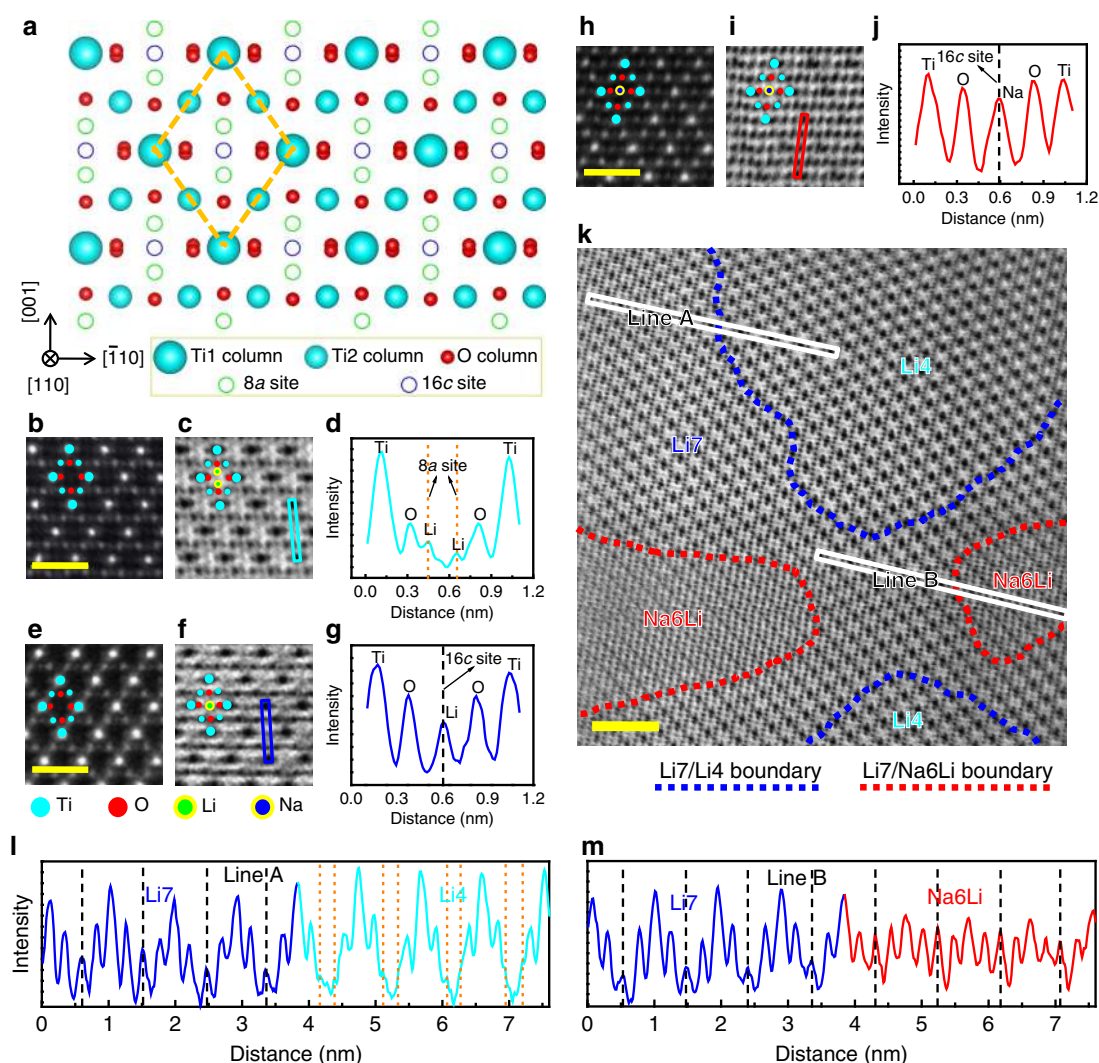 a
[001]
[1̄10]
[110]
Ti1 column
Ti2 column
O column
8a site
16c site
b
c
d
Ti
Ti
8a site
O
O
Li
Li
Intensity
0.0 0.3 0.6 0.9 1.2
Distance (nm)
e
f
g
Ti
16c site
Ti
O
O
Li
Intensity
0.0 0.3 0.6 0.9 1.2
Distance (nm)
Ti
O
Li
Na
h
i
j
16c site
Ti
O
Na
O
Ti
Intensity
0.0 0.3 0.6 0.9 1.2
Distance (nm)
k
Line A
Li4
Li7
Line B
Na6Li
Na6Li
Li4
Li7/Li4 boundary
Li7/Na6Li boundary
l
Line A
Li7
Li4
Intensity
0 1 2 3 4 5 6 7
Distance (nm)
m
Line B
Li7
Na6Li
0 1 2 3 4 5 6 7
Distance (nm)